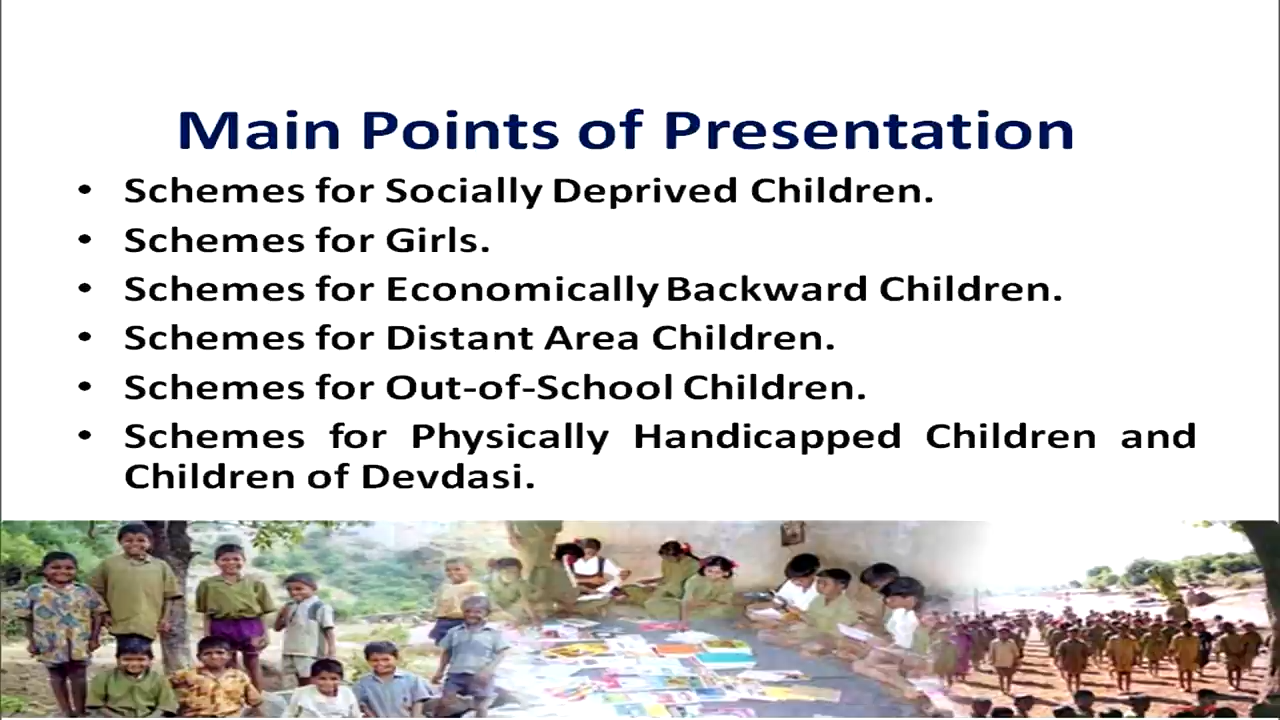 Main Points of Presentation
• Schemes for Socially Deprived Children.
• Schemes for Girls.
• Schemes for Economically Backward Children.
• Schemes for Distant Area Children.
• Schemes for Out-of-School Children.
• Schemes for Physically Handicapped Children and
Children of Devdasi.